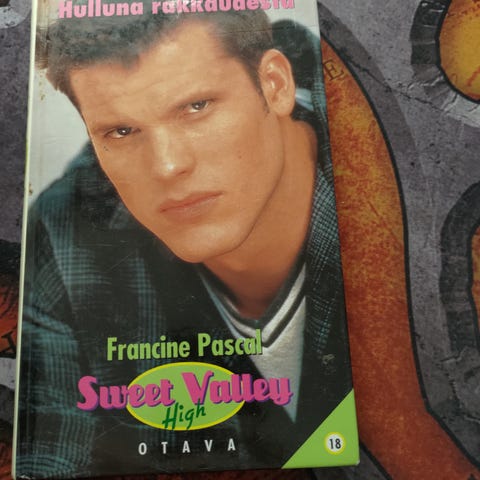 Hulluna rakkaudesta
Francine Pascal
Sweet Valley
High
OTAVA
18